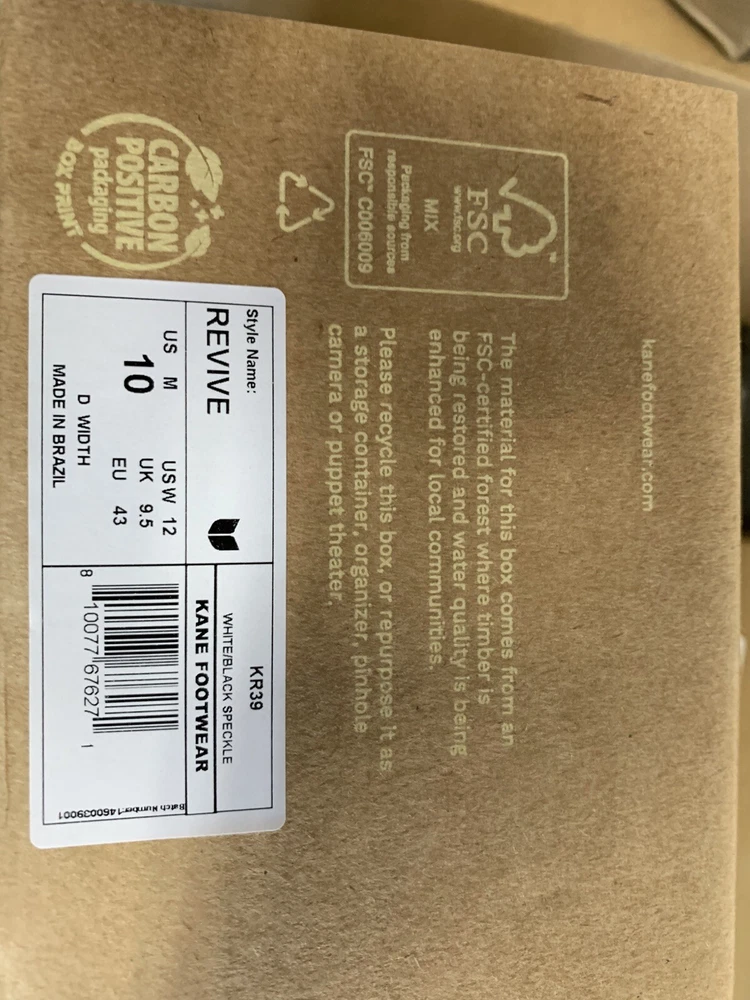 kanefootwear.com
FSC
www.fsc.org
MIX
Packaging from
responsible sources
FSC™ C006009
The material for this box comes from an
FSC-certified forest where timber is
being restored and water quality is being
enhanced for local communities.
Please recycle this box, or repurpose it as
a storage container, organizer, pinhole
camera or puppet theater.
CARBON
POSITIVE
packaging
BOX PRINT
Style Name:
REVIVE
US M
10
USW 12
UK 9.5
EU 43
D WIDTH
MADE IN BRAZIL
KR39
WHITE/BLACK SPECKLE
KANE FOOTWEAR
8 10077 67627 1
Batch Number:1460039001